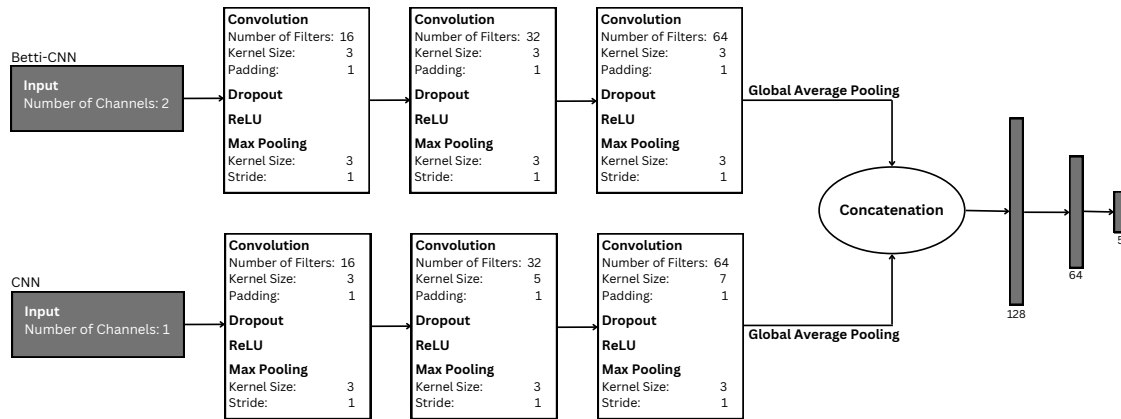 Betti-CNN
Input
Number of Channels: 2
Convolution
Number of Filters: 16
Kernel Size: 3
Padding: 1
Dropout
ReLU
Max Pooling
Kernel Size: 3
Stride: 1
Convolution
Number of Filters: 32
Kernel Size: 3
Padding: 1
Dropout
ReLU
Max Pooling
Kernel Size: 3
Stride: 1
Convolution
Number of Filters: 64
Kernel Size: 3
Padding: 1
Dropout
ReLU
Max Pooling
Kernel Size: 3
Stride: 1
Global Average Pooling
CNN
Input
Number of Channels: 1
Convolution
Number of Filters: 16
Kernel Size: 3
Padding: 1
Dropout
ReLU
Max Pooling
Kernel Size: 3
Stride: 1
Convolution
Number of Filters: 32
Kernel Size: 5
Padding: 1
Dropout
ReLU
Max Pooling
Kernel Size: 3
Stride: 1
Convolution
Number of Filters: 64
Kernel Size: 7
Padding: 1
Dropout
ReLU
Max Pooling
Kernel Size: 3
Stride: 1
Global Average Pooling
Concatenation
128
64